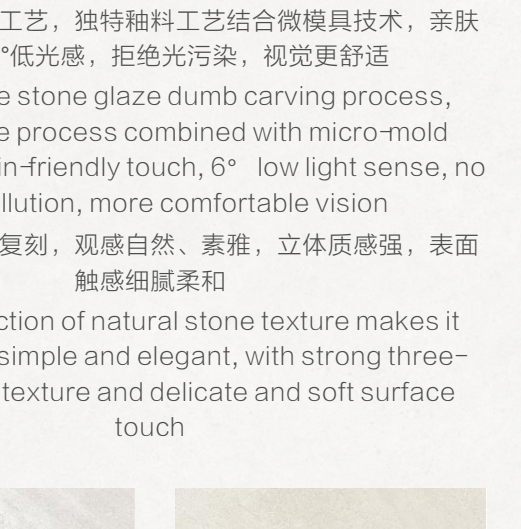 工艺，独特釉料工艺结合微模具技术，亲肤
°低光感，拒绝光污染，视觉更舒适
e stone glaze dumb carving process,
e process combined with micro-mold
in-friendly touch, 6° low light sense, no
llution, more comfortable vision
复刻，观感自然、素雅，立体质感强，表面
触感细腻柔和
ction of natural stone texture makes it
simple and elegant, with strong three-
texture and delicate and soft surface
touch